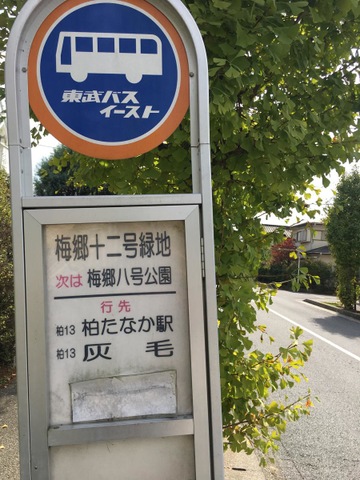 東武バス
イースト
梅郷十二号緑地
次は 梅郷八号公園
行先
柏13 柏たなか駅
柏13 灰毛